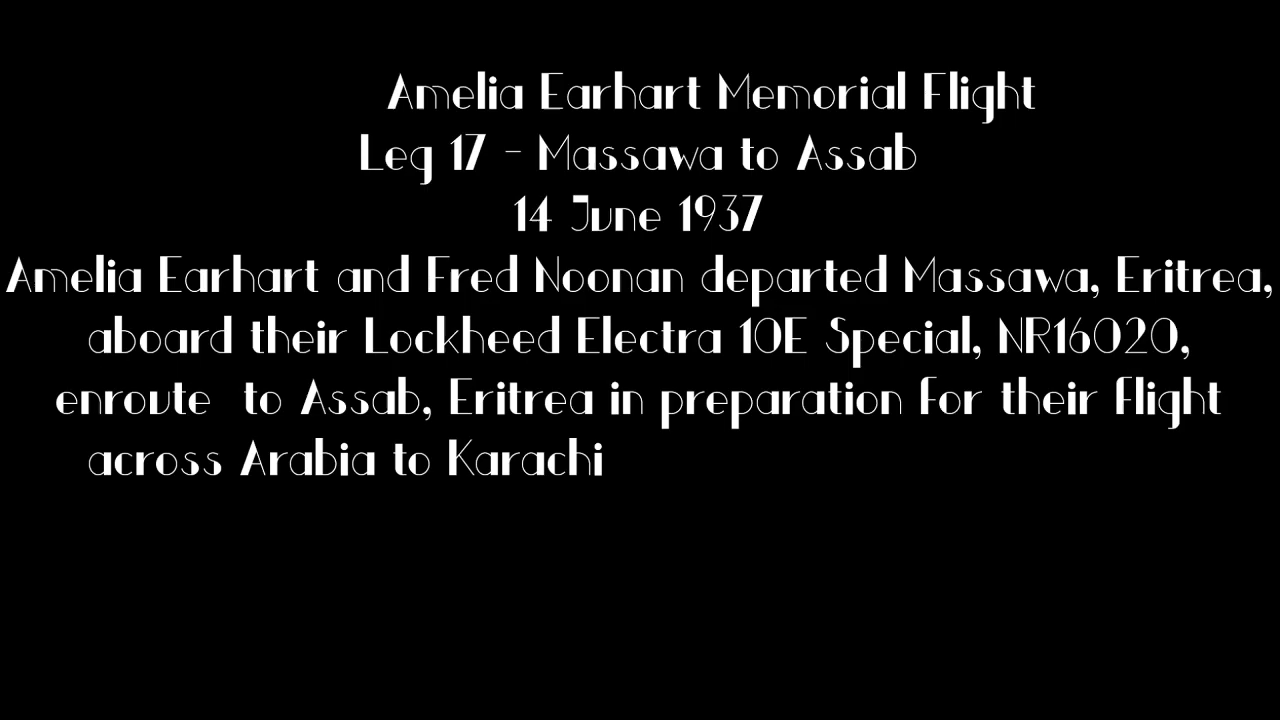 Amelia Earhart Memorial Flight
Leg 17 - Massawa to Assab
14 June 1937
Amelia Earhart and Fred Noonan departed Massawa, Eritrea,
aboard their Lockheed Electra 10E Special, NR16020,
enroute to Assab, Eritrea in preparation for their flight
across Arabia to Karachi